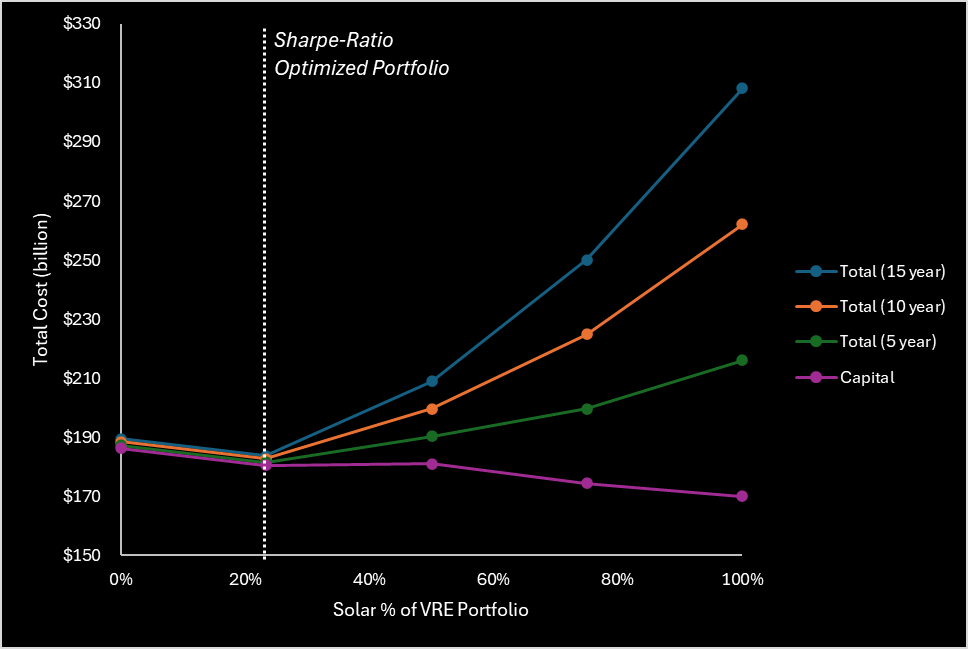 $330
Sharpe-Ratio
Optimized Portfolio
$310
$290
$270
$250
$230
$210
$190
$170
$150
Total Cost (billion)
0% 20% 40% 60% 80% 100%
Solar % of VRE Portfolio
Total (15 year)
Total (10 year)
Total (5 year)
Capital